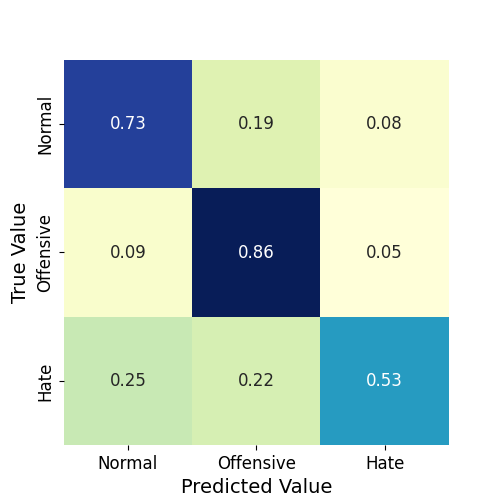 True Value
Normal
0.73 0.19 0.08
Offensive
0.09 0.86 0.05
Hate
0.25 0.22 0.53
Normal Offensive Hate
Predicted Value